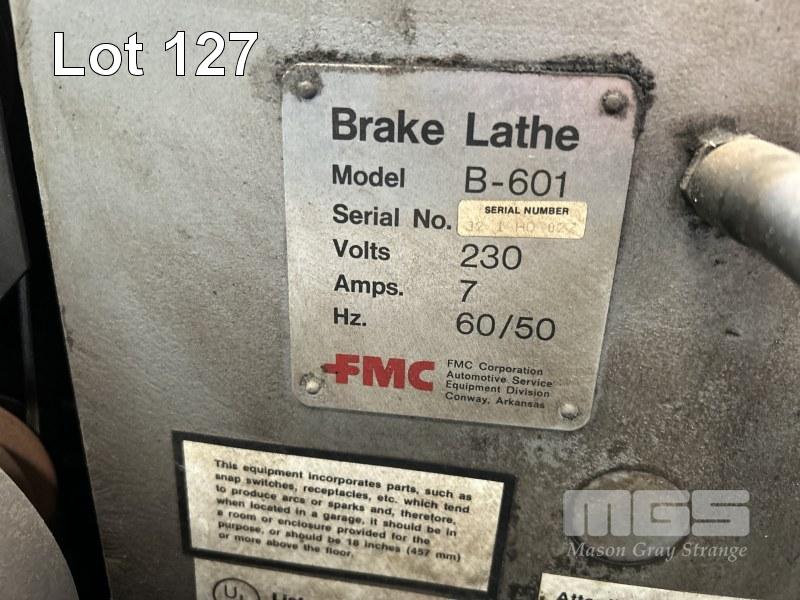 Lot 127
Brake Lathe
Model B-601
Serial No. SERIAL NUMBER
Volts 230
Amps. 7
Hz. 60/50
FMC
FMC Corporation
Automotive Service
Equipment Division
Conway, Arkansas
This equipment incorporates parts, such as
snap switches, receptacles, etc. which tend
to produce arcs or sparks and, therefore,
when located in a garage, it should be in
a room or enclosure provided for the
purpose, or should be 18 inches (457 mm)
or more above the floor.
MGS
Mason Gray Strange
UL